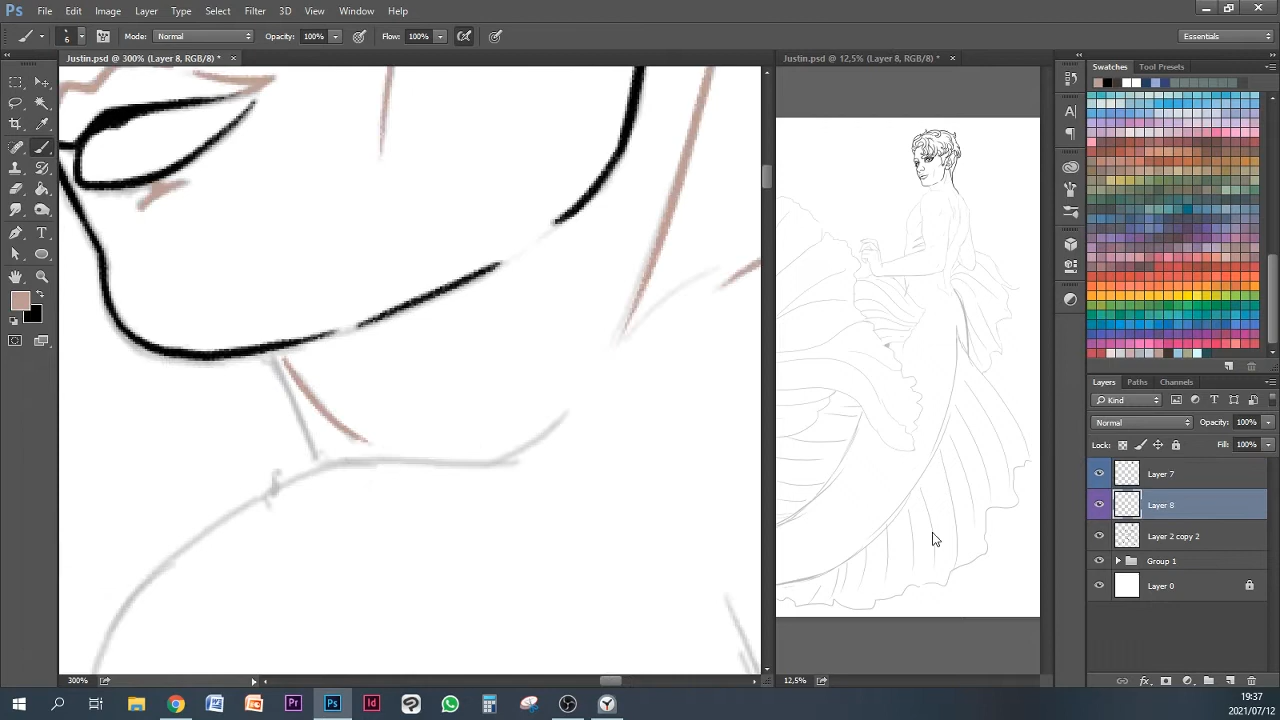 Ps File Edit Image Layer Type Select Filter 3D View Window Help
6 Mode: Normal Opacity: 100% Flow: 100% Essentials
Justin.psd @ 300% (Layer 8, RGB/8) * × Justin.psd @ 12,5% (Layer 8, RGB/8) * ×
Swatches Tool Presets
Layers Paths Channels
Kind
Normal Opacity: 100%
Lock: Fill: 100%
Layer 7
Layer 8
Layer 2 copy 2
Group 1
Layer 0
300% 12,5%
19:37
2021/07/12